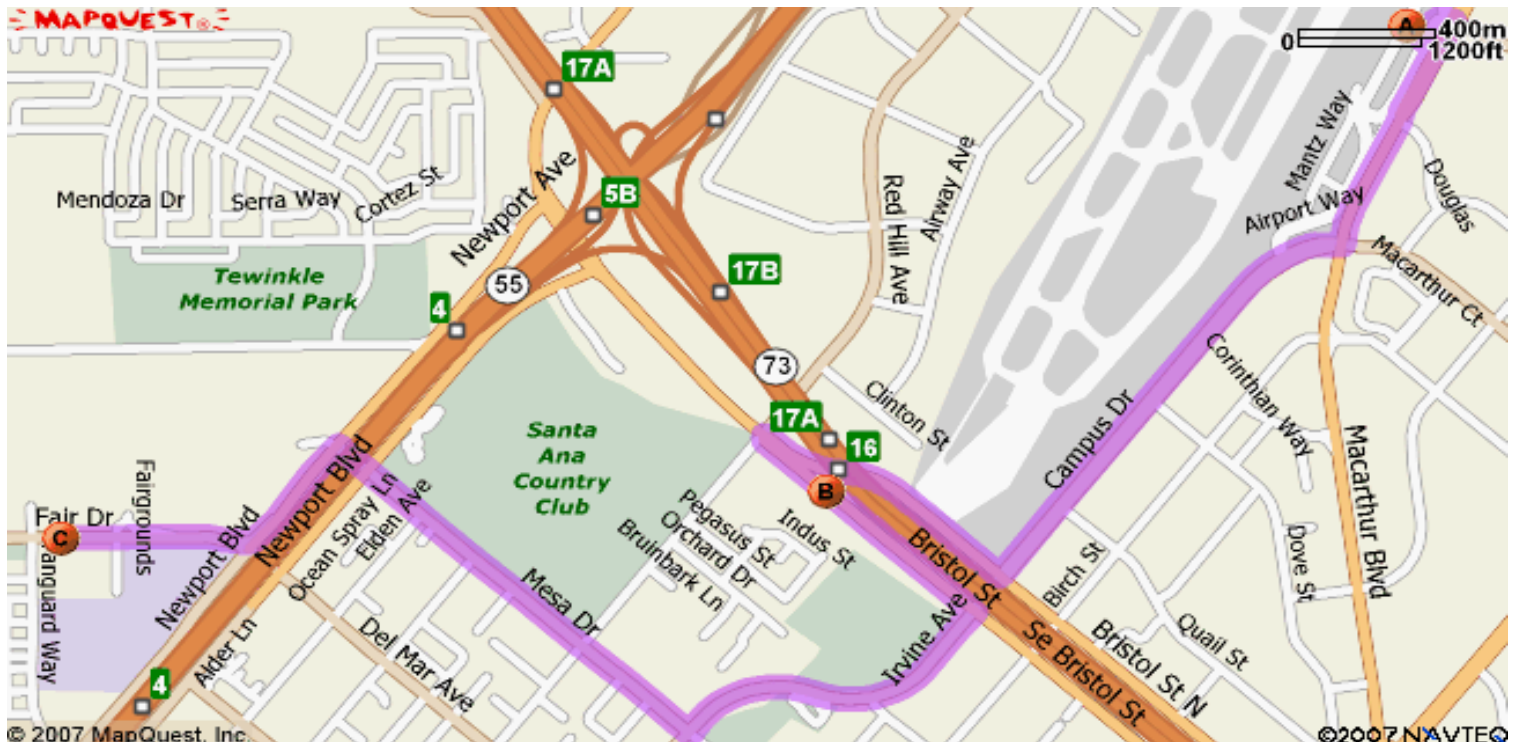 MAPQUEST®
A
400m
0
1200ft
17A
Mantz Way
Newport Ave
5B
Mendoza Dr
Serra Way
Cortez St
Red Hill Ave
Airway Ave
Airport Way
Douglas
Tewinkle
Memorial Park
55
17B
Macarthur Ct
4
73
Corinthian Way
Clinton St
Campus Dr
17A
16
Macarthur Blvd
Santa
Ana
Country
Club
B
Fairgrounds
Newport Blvd
Newport Blvd
Ocean Spray Ln
Elden Ave
Fair Dr
C
Pegasus St
Orchard Dr
Bruinbark Ln
Indus St
Bristol St
Birch St
Dove St
anguard Way
Mesa Dr
Irvine Ave
Del Mar Ave
Alder Ln
Se Bristol St
Bristol St N
Quail St
4
© 2007 MapQuest, Inc.
©2007 NAVTEQ